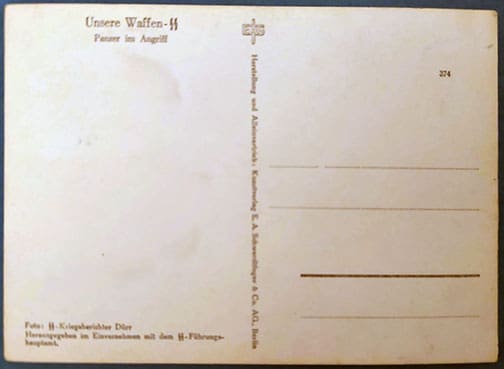 Unsere Waffen-ᛋᛋ
Panzer im Angriff
EAS
Herstellung und Alleinvertrieb: Kunstverlag E. A. Schwerdtfeger & Co. AG., Berlin
374
Foto: ᛋᛋ-Kriegsberichter Dürr
Herausgegeben im Einvernehmen mit dem ᛋᛋ-Führungs-
hauptamt.